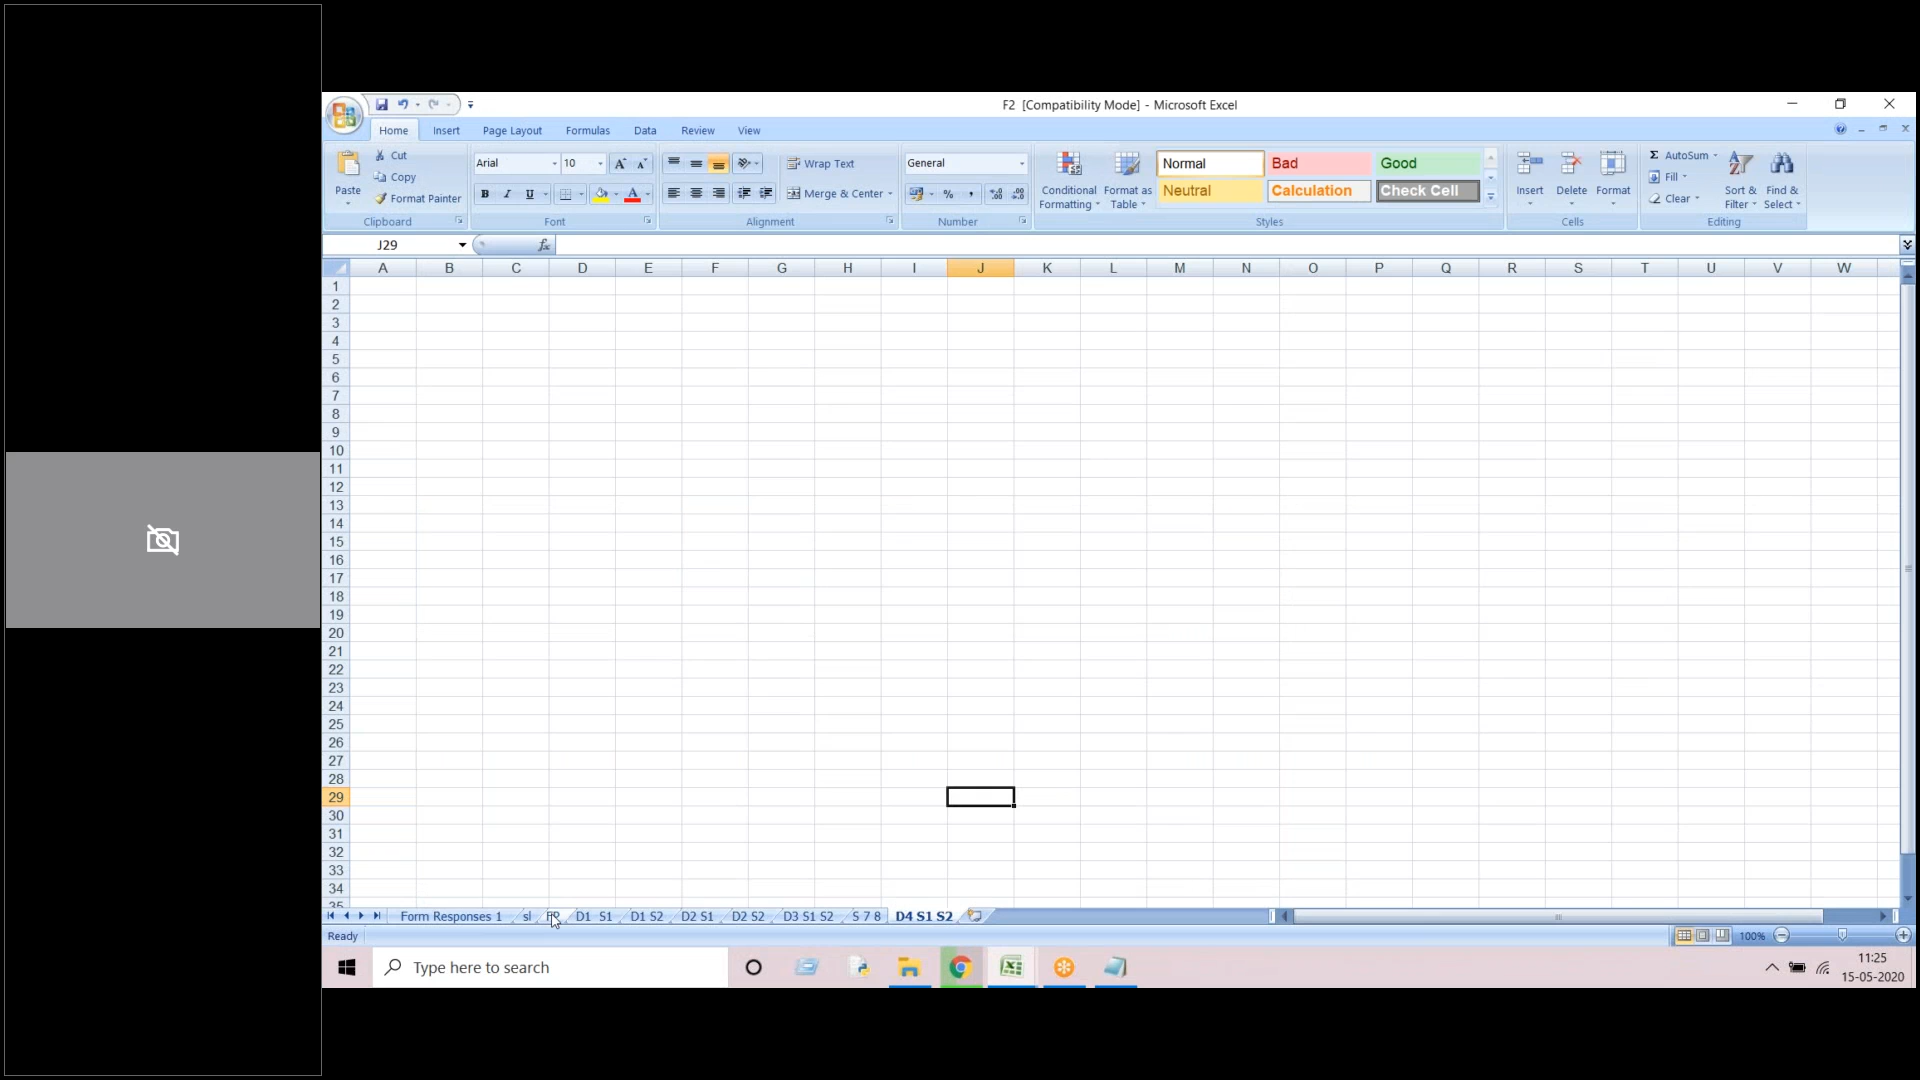 F2 [Compatibility Mode] - Microsoft Excel
Home Insert Page Layout Formulas Data Review View
Paste
Cut
Copy
Format Painter
Clipboard
Arial 10
B I U
Font
Wrap Text
Merge & Center
Alignment
General
Number
Conditional Formatting
Format as Table
Normal Bad Good
Neutral Calculation Check Cell
Styles
Insert Delete Format
Cells
Σ AutoSum
Fill
Clear
Sort & Filter
Find & Select
Editing
J29 fx
A B C D E F G H I J K L M N O P Q R S T U V W
1
2
3
4
5
6
7
8
9
10
11
12
13
14
15
16
17
18
19
20
21
22
23
24
25
26
27
28
29
30
31
32
33
34
35
Form Responses 1 sl D1 S1 D1 S2 D2 S1 D2 S2 D3 S1 S2 S 7 8 D4 S1 S2
Ready 100%
Type here to search
11:25
15-05-2020